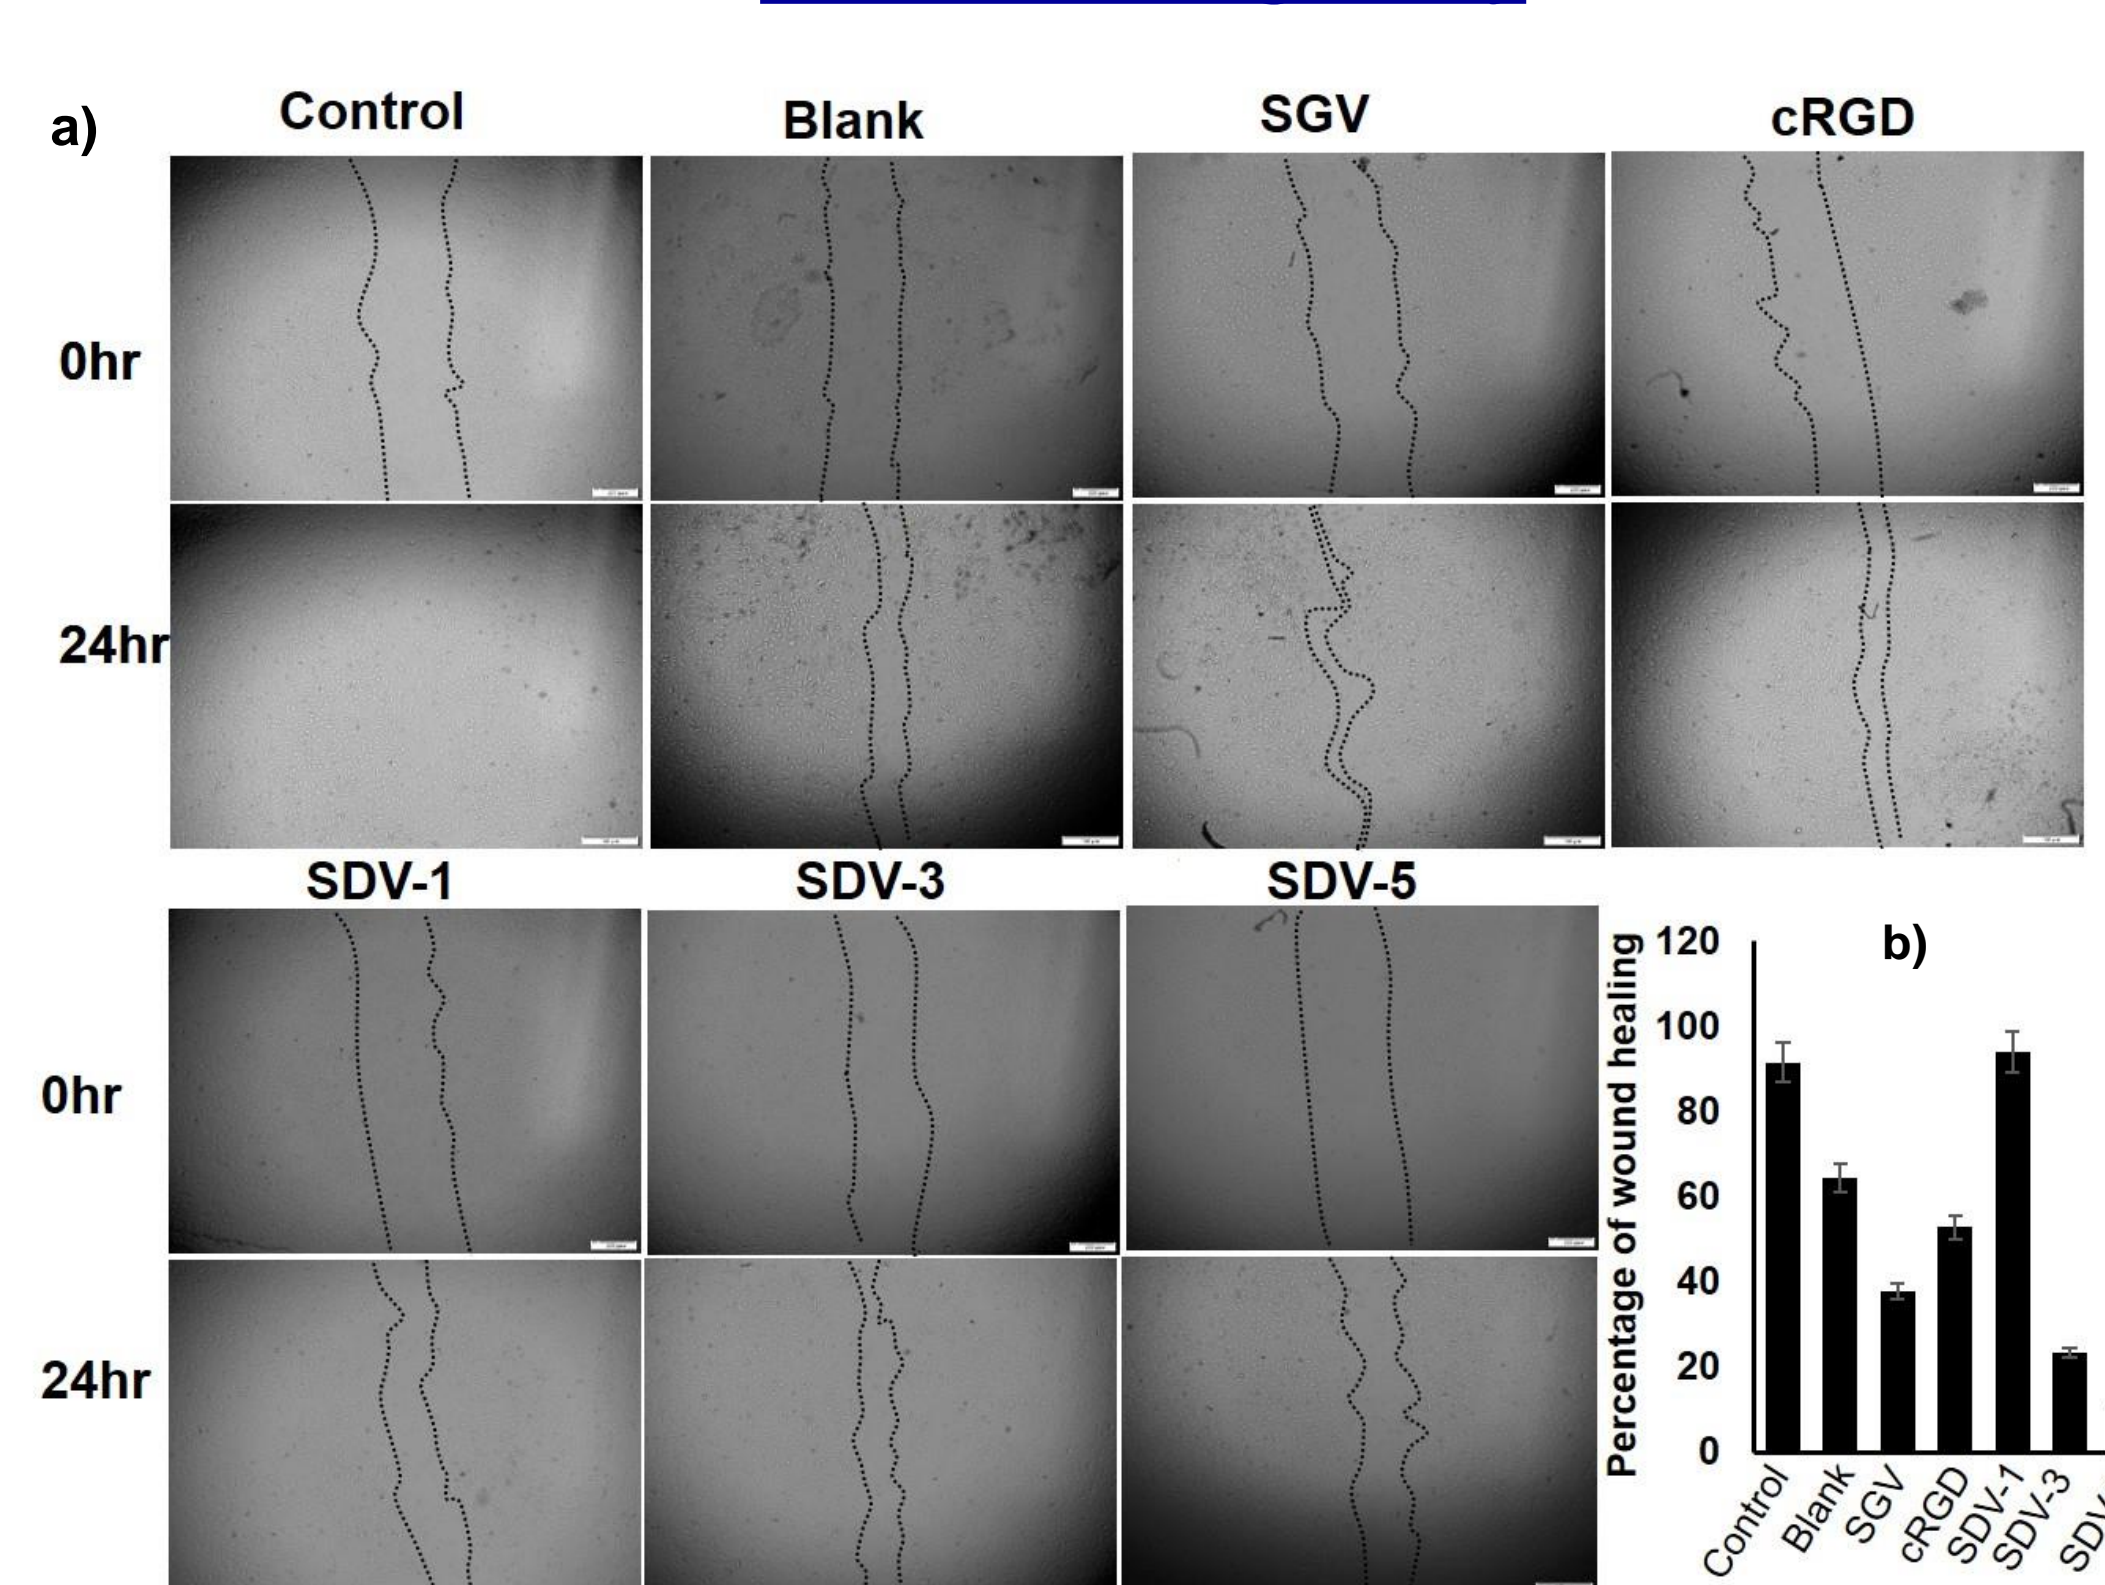 a)
Control
Blank
SGV
cRGD
0hr
24hr
SDV-1
SDV-3
SDV-5
0hr
24hr
b)
Percentage of wound healing
120
100
80
60
40
20
0
Control
Blank
SGV
cRGD
SDV-1
SDV-3
SDV